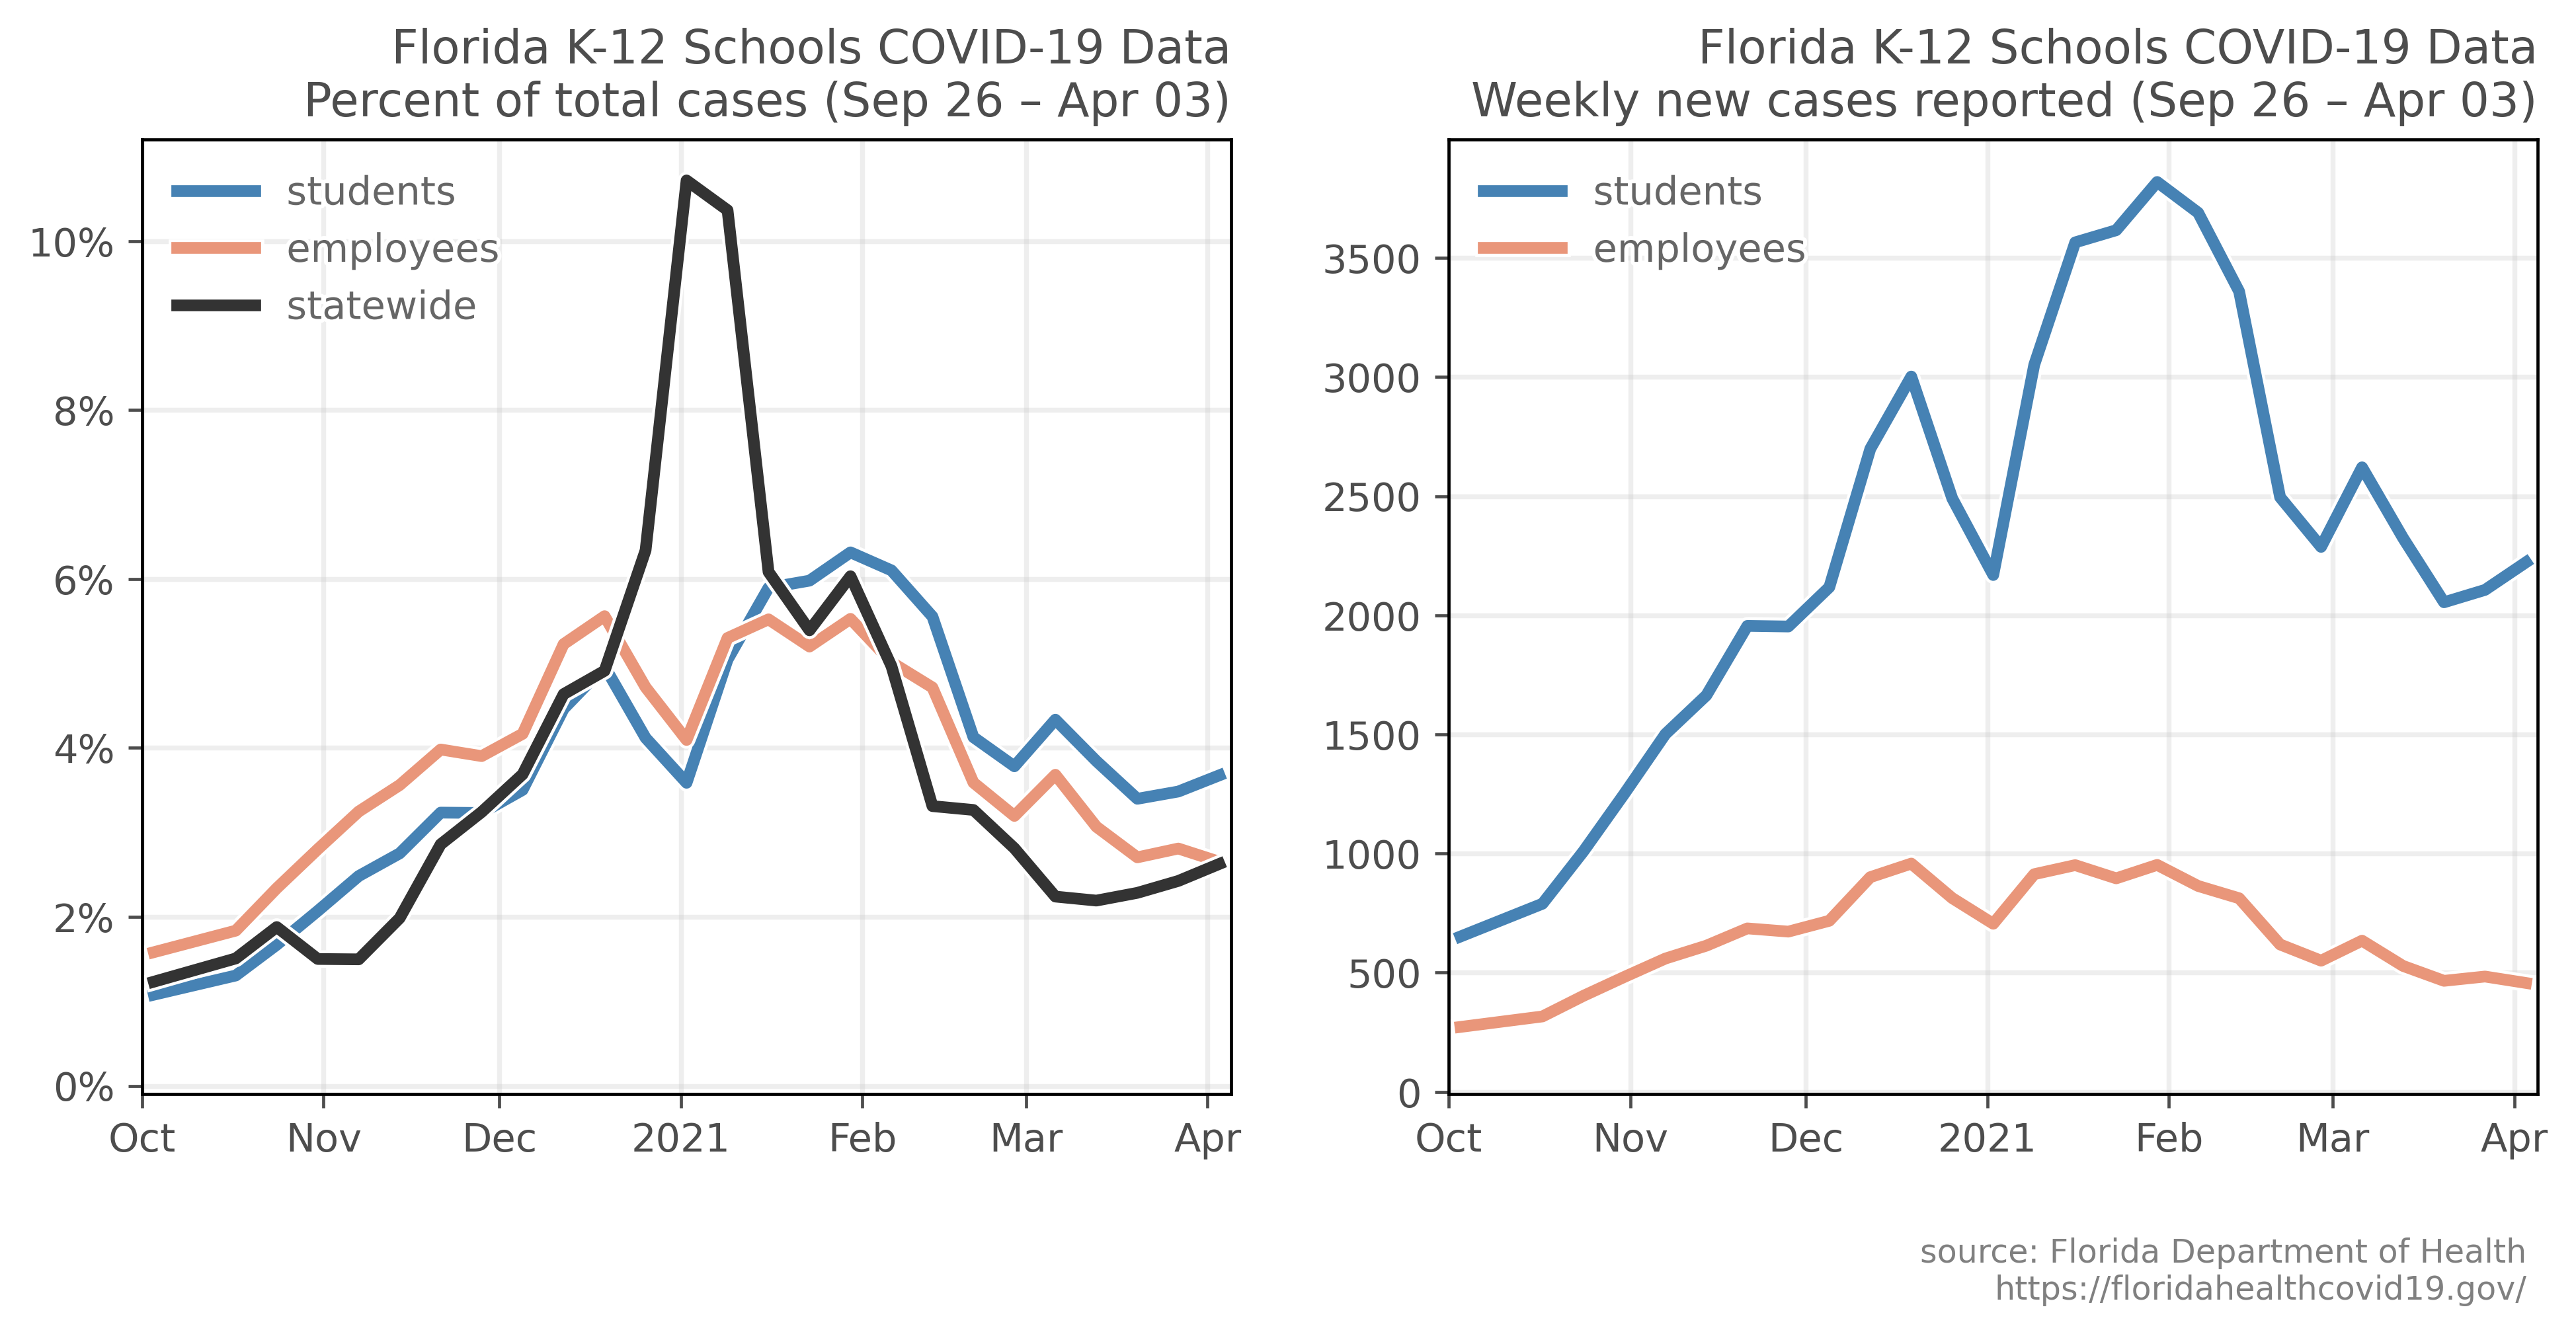 Florida K-12 Schools COVID-19 Data
Percent of total cases (Sep 26 – Apr 03)
students
employees
statewide
10%
8%
6%
4%
2%
0%
Oct Nov Dec 2021 Feb Mar Apr
Florida K-12 Schools COVID-19 Data
Weekly new cases reported (Sep 26 – Apr 03)
students
employees
3500
3000
2500
2000
1500
1000
500
0
Oct Nov Dec 2021 Feb Mar Apr
source: Florida Department of Health
https://floridahealthcovid19.gov/